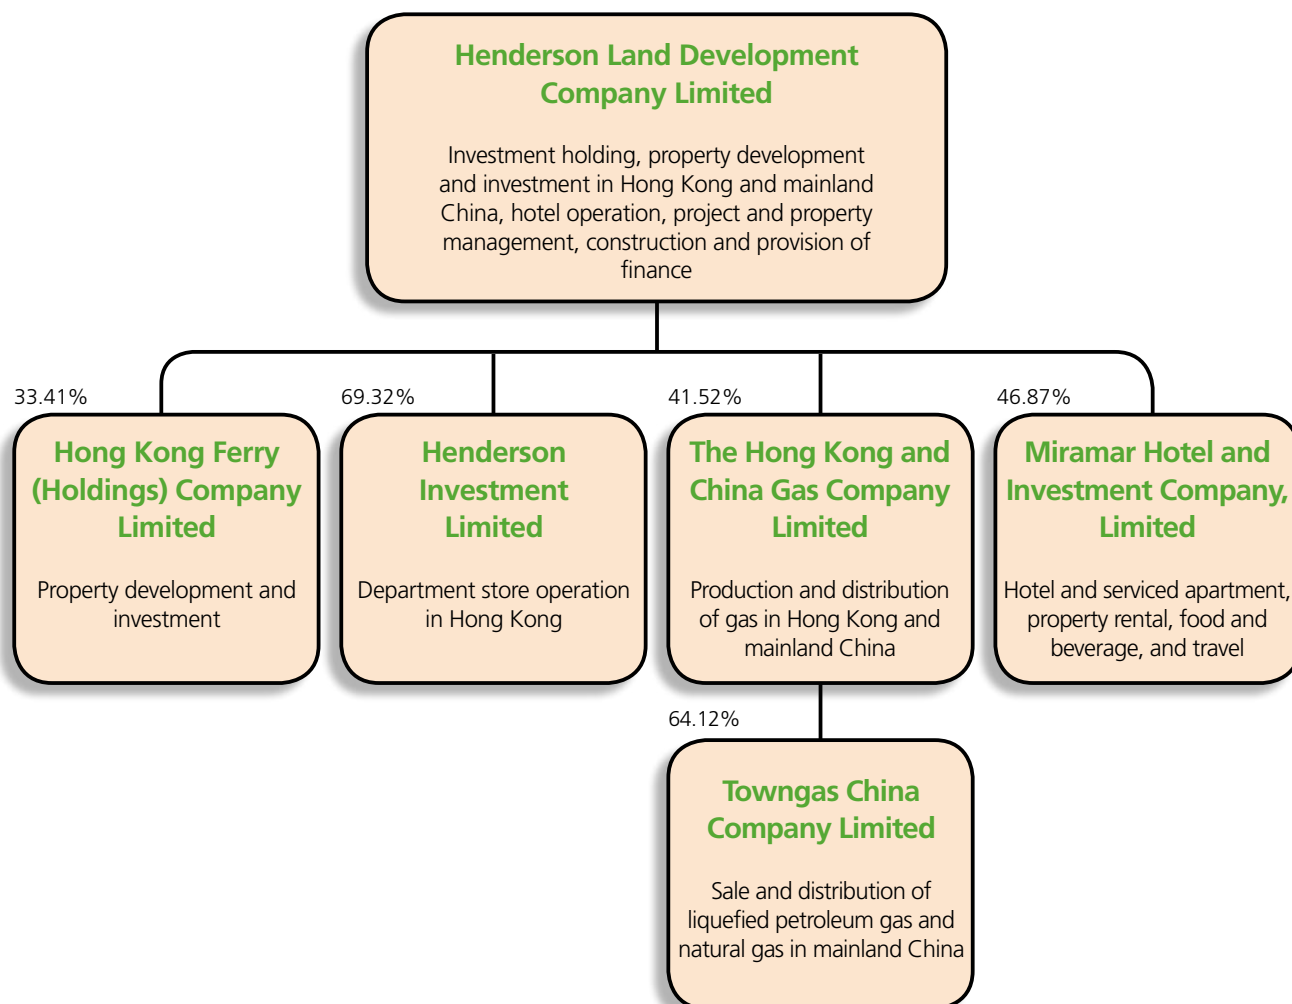 Henderson Land Development
Company Limited
Investment holding, property development
and investment in Hong Kong and mainland
China, hotel operation, project and property
management, construction and provision of
finance
33.41%
Hong Kong Ferry
(Holdings) Company
Limited
Property development and
investment
69.32%
Henderson
Investment
Limited
Department store operation
in Hong Kong
41.52%
The Hong Kong and
China Gas Company
Limited
Production and distribution
of gas in Hong Kong and
mainland China
46.87%
Miramar Hotel and
Investment Company,
Limited
Hotel and serviced apartment,
property rental, food and
beverage, and travel
64.12%
Towngas China
Company Limited
Sale and distribution of
liquefied petroleum gas and
natural gas in mainland China